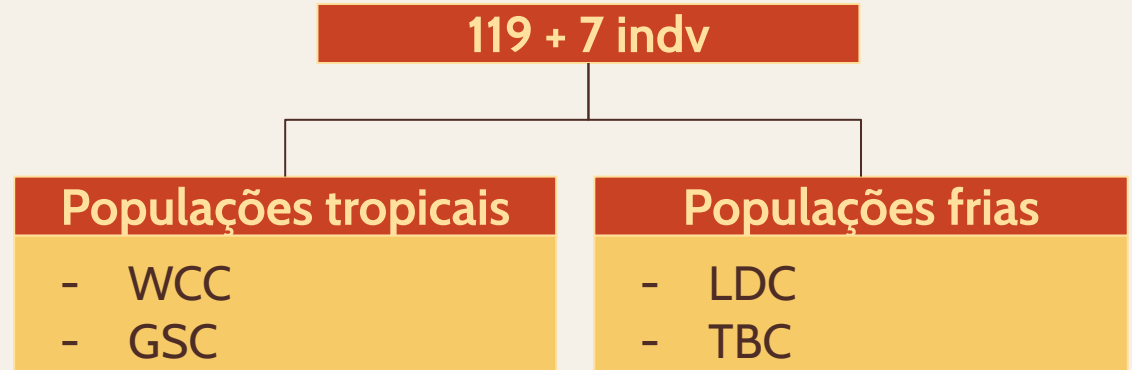 119 + 7 indv
Populações tropicais
- WCC
- GSC
Populações frias
- LDC
- TBC